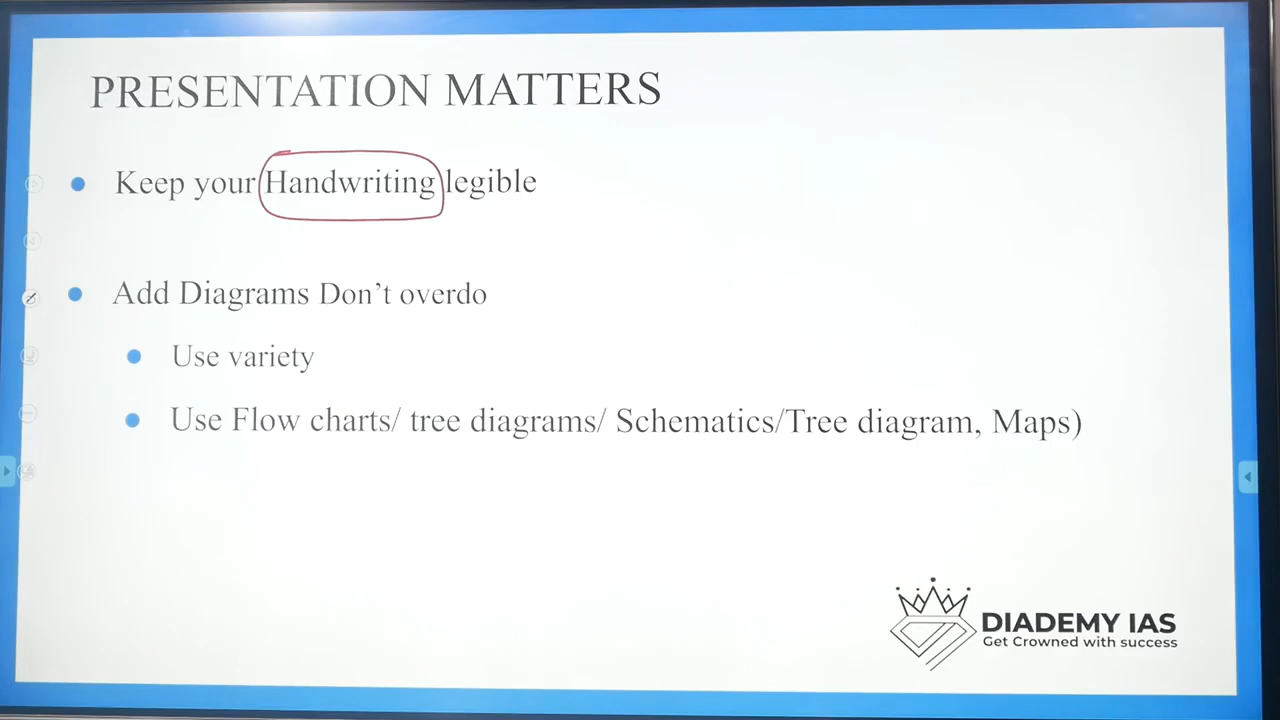 PRESENTATION MATTERS
Keep your Handwriting legible
Add Diagrams Don’t overdo
Use variety
Use Flow charts/ tree diagrams/ Schematics/Tree diagram, Maps)
DIADEMY IAS
Get Crowned with success